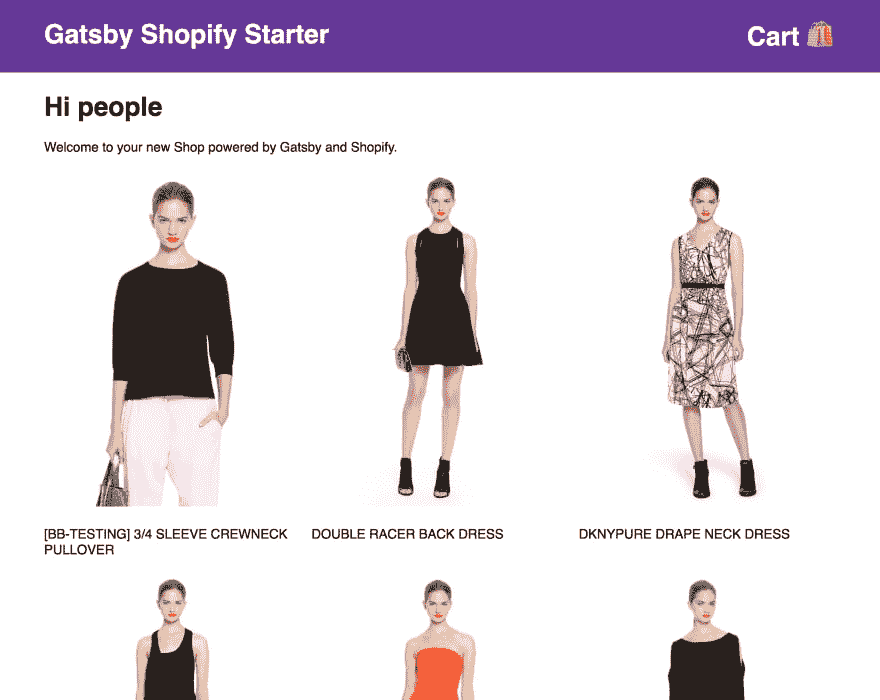 Gatsby Shopify Starter
Cart 🛍
Hi people
Welcome to your new Shop powered by Gatsby and Shopify.
[BB-TESTING] 3/4 SLEEVE CREWNECK
PULLOVER
DOUBLE RACER BACK DRESS
DKNYPURE DRAPE NECK DRESS